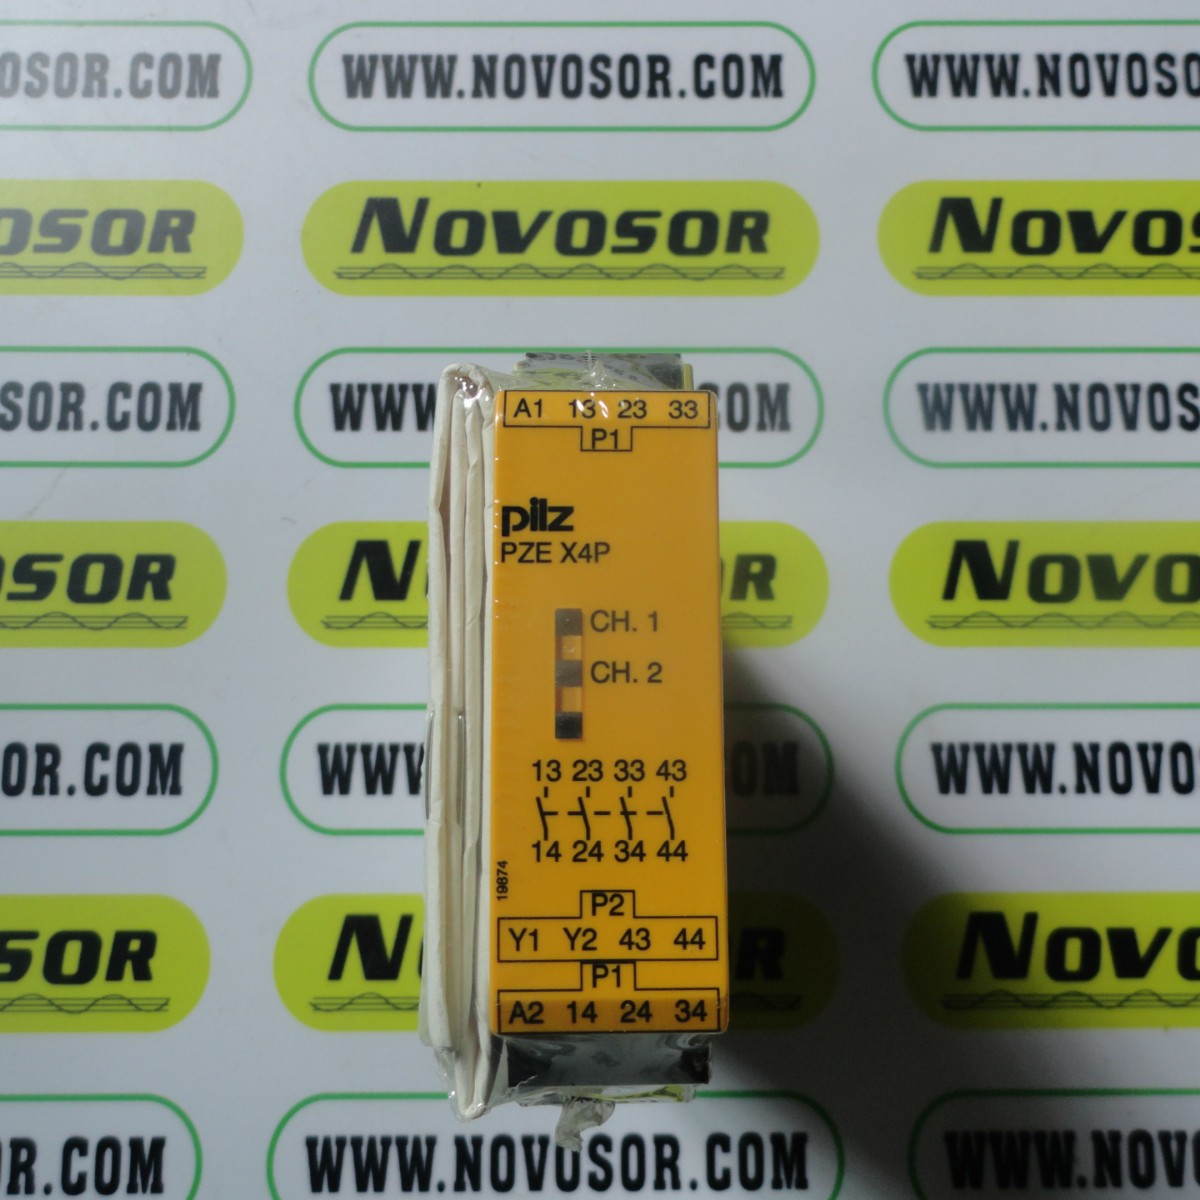 OSOR.COM WWW.NOVOSOR.COM WWW.NOVOSO
OSOR NOVOSOR NOVOS
SOR.COM WWW. .COM WWW.NOVOS
A1 13 23 33
P1
pilz
PZE X4P
OSOR N OR NOVO
CH. 1
CH. 2
OR.COM WWW OM WWW.NOVO
13 23 33 43
14 24 34 44
19874
P2
SOR N R NOVO
Y1 Y2 43 44
P1
A2 14 24 34
R.COM WWW.NOVOSOR.COM WWW.NOV